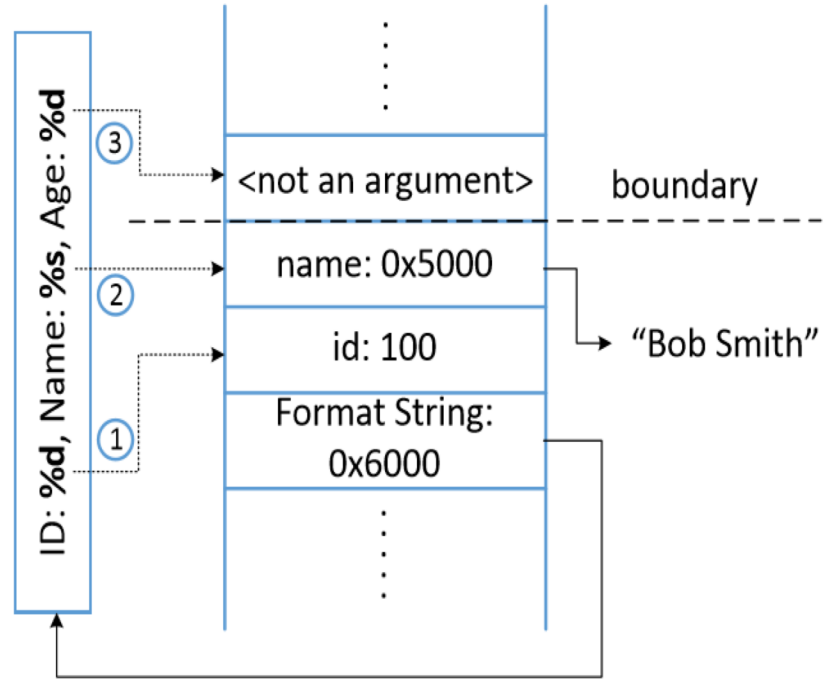 ID: %d, Name: %s, Age: %d
3
<not an argument>
boundary
name: 0x5000
2
id: 100
“Bob Smith”
1
Format String:
0x6000